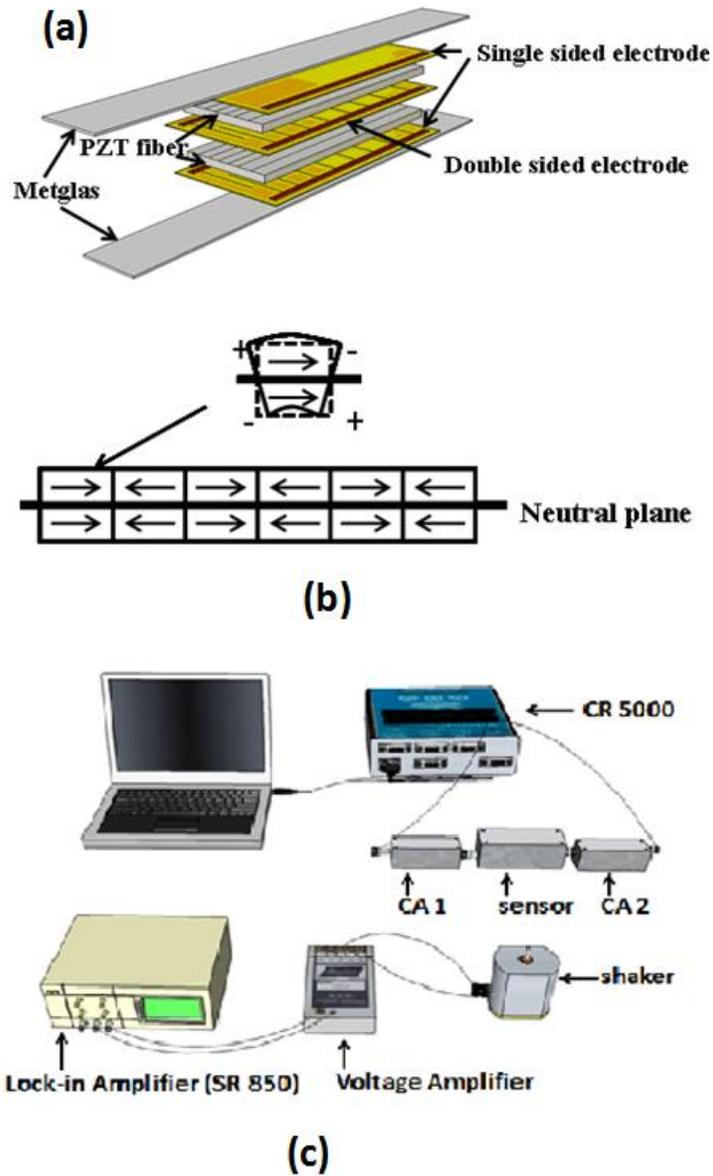 (a)
Single sided electrode
PZT fiber
Double sided electrode
Metglas
+ -
- +
Neutral plane
(b)
CR 5000
CA 1 sensor CA 2
shaker
Lock-in Amplifier (SR 850) Voltage Amplifier
(c)